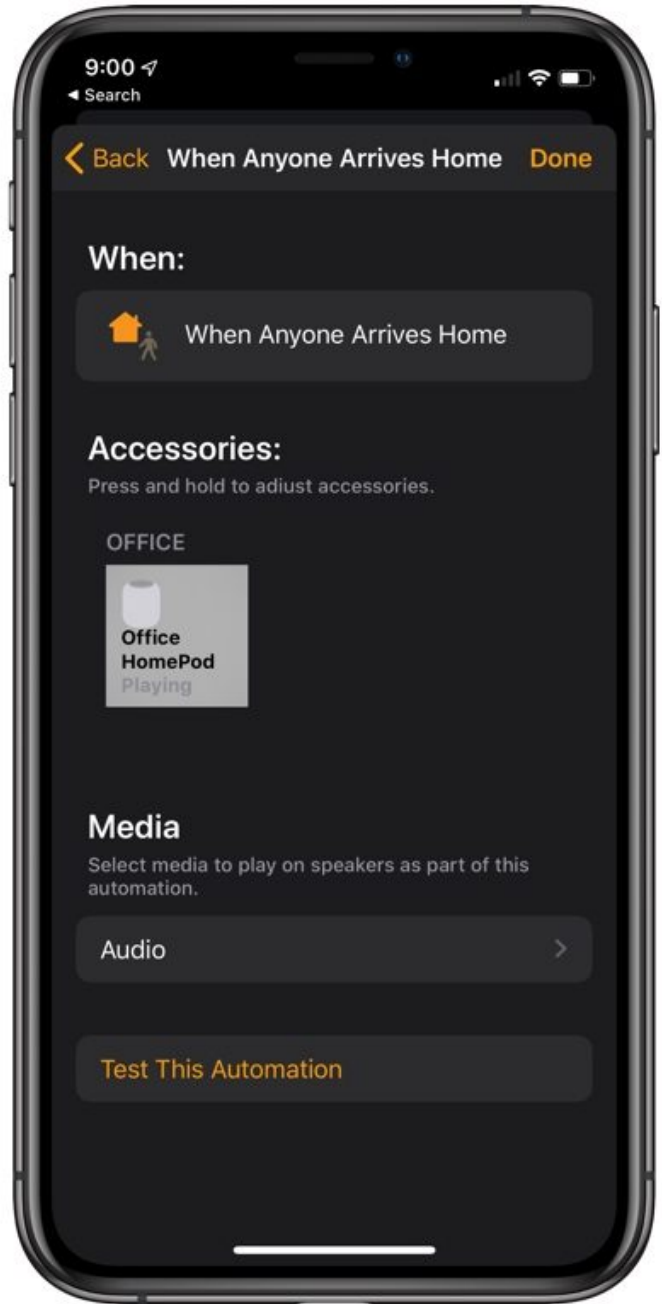 9:00
◀ Search
Back When Anyone Arrives Home Done
When:
When Anyone Arrives Home
Accessories:
Press and hold to adiust accessories.
OFFICE
Office
HomePod
Playing
Media
Select media to play on speakers as part of this
automation.
Audio
Test This Automation